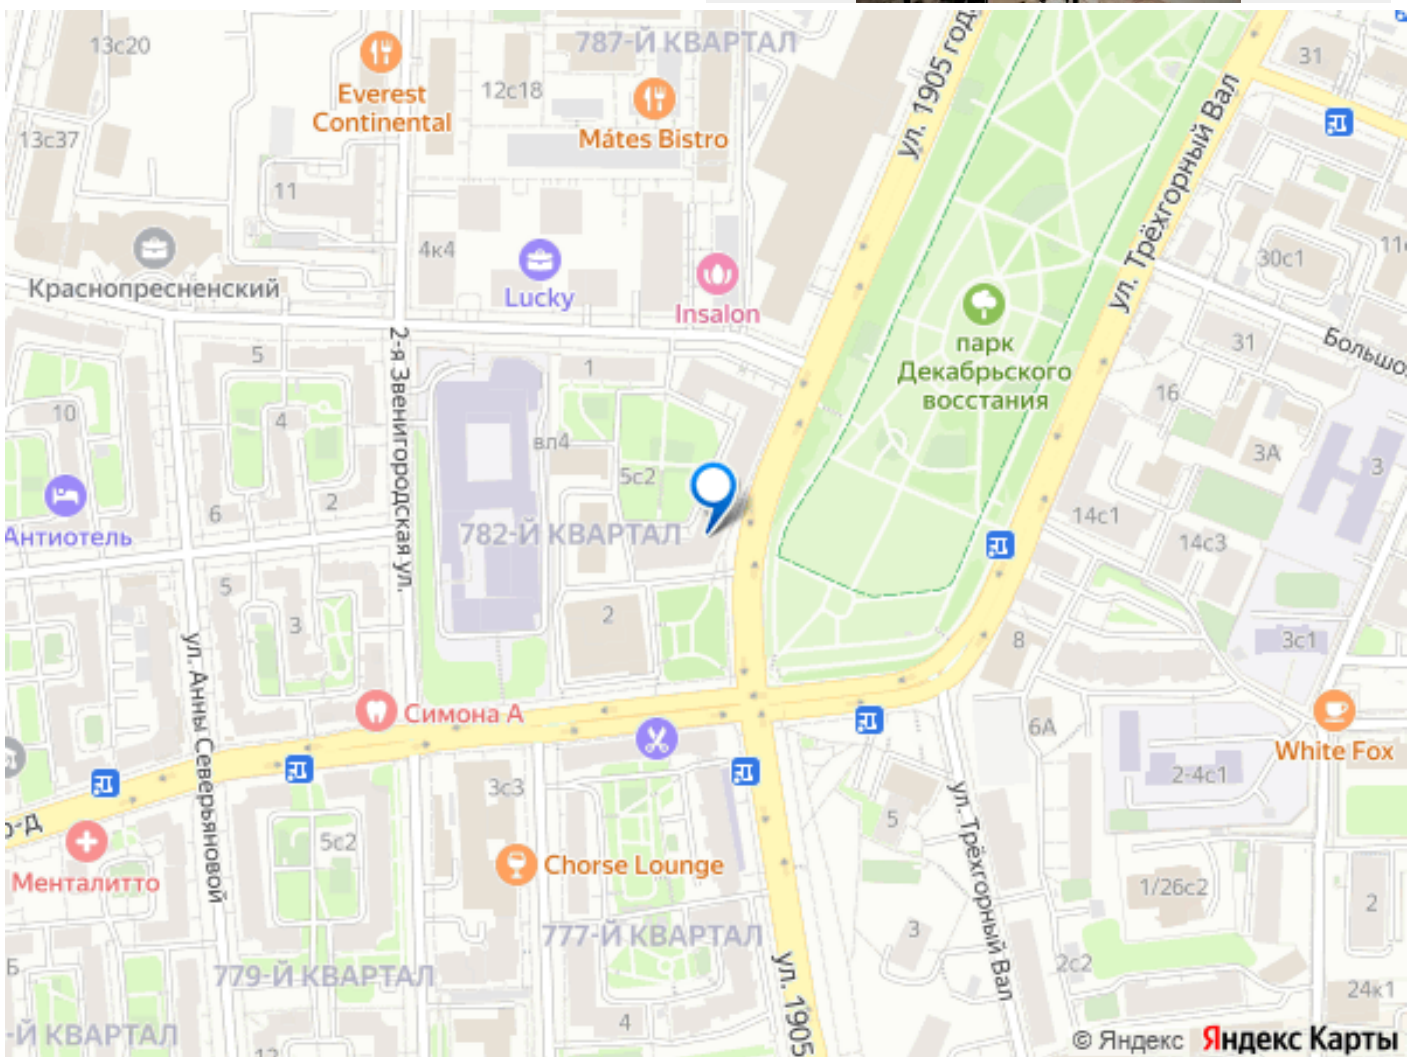 13с20
787-Й КВАРТАЛ
ул. 1905 год
31
Everest
Continental
12с18
Mátes Bistro
13с37
ул. Трёхгорный Вал
11
4к4
30с1
Краснопресненский
Lucky
Insalon
парк
Декабрьского
восстания
2-я Звенигородская ул.
5
1
31
Большо
10
4
16
вл4
5с2
3А
3
6
2
Антиотель
782-Й КВАРТАЛ
14с1
14с3
5
3
2
8
3с1
ул. Анны Северьяновой
Симона А
6А
White Fox
3с3
2-4с1
о-д
5с2
5
ул. Трёхгорный Вал
Менталитто
Chorse Lounge
1/26с2
2
777-Й КВАРТАЛ
3
779-Й КВАРТАЛ
ул. 1905
2с2
Б
24к1
-Й КВАРТАЛ
12
4
© Яндекс Яндекс Карты